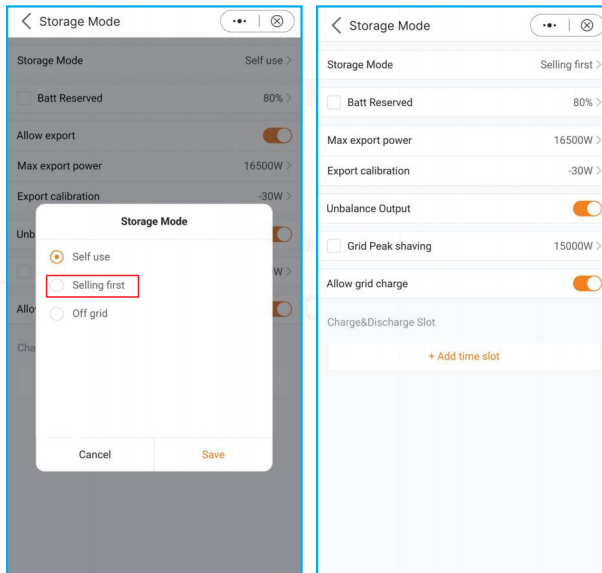 Storage Mode
Storage Mode Self use >
Batt Reserved 80% >
Allow export
Max export power 16500W >
Export calibration -30W >
Unb
W >
Allo
Cha
Storage Mode
Self use
Selling first
Off grid
Cancel Save
Storage Mode
Storage Mode Selling first >
Batt Reserved 80% >
Max export power 16500W >
Export calibration -30W >
Unbalance Output
Grid Peak shaving 15000W >
Allow grid charge
Charge&Discharge Slot
+ Add time slot